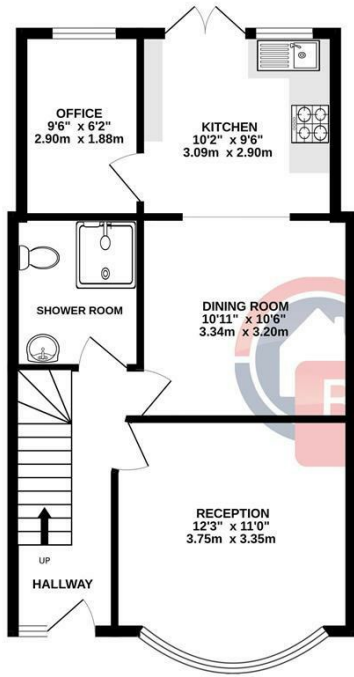 OFFICE
9'6" x 6'2"
2.90m x 1.88m
KITCHEN
10'2" x 9'6"
3.09m x 2.90m
SHOWER ROOM
DINING ROOM
10'11" x 10'6"
3.34m x 3.20m
RECEPTION
12'3" x 11'0"
3.75m x 3.35m
UP
HALLWAY